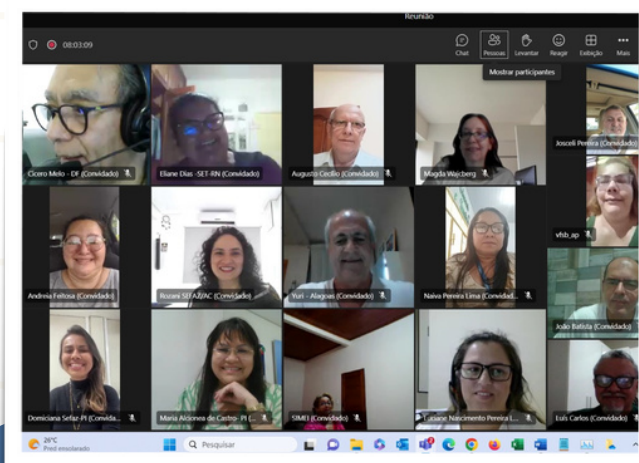 Reunião
08:03:09
Chat Pessoas Levantar Reagir Exibição Mais
Mostrar participantes
Cicero Melo - DF (Convidado)
Eliane Dias -SET-RN (Convidado)
Augusto Cecílio (Convidado)
Magda Wajcberg
Josceli Pereira (Convidado)
vfsb_ap
Andreia Feitosa (Convidado)
Rozani SEFAZ/AC (Convidado)
Yuri - Alagoas (Convidado)
Naiva Pereira Lima (Convidad...
João Batista (Convidado)
Domiciana Sefaz-PI (Convida...
Maria Alcionea de Castro- PI (...
SIMEI (Convidado)
Luciane Nascimento Pereira L...
Luis Carlos (Convidado)
26°C
Pred ensolarado
Pesquisar